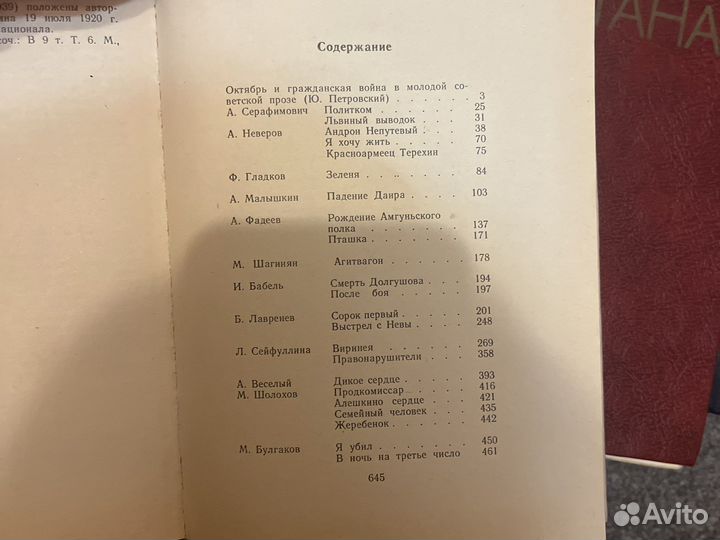 939) положены автор-
ина 19 июля 1920 г.
национала.
соч.: В 9 т. Т. 6. М.,
Содержание
Октябрь и гражданская война в молодой со-
ветской прозе (Ю. Петровский) . . . . . . 3
А. Серафимович Политком . . . . . 25
Львиный выводок . . . . 31
А. Неверов Андрон Непутевый . . . 38
Я хочу жить . . . . . 70
Красноармеец Терехин 75
Ф. Гладков Зеленя . . . . . . 84
А. Малышкин Падение Даира . . . . 103
А. Фадеев Рождение Амгуньского
полка . . . . . . . 137
Пташка . . . . . . 171
М. Шагинян Агитвагон . . . . . 178
И. Бабель Смерть Долгушова . . . 194
После боя . . . . . 197
Б. Лавренев Сорок первый . . . . 201
Выстрел с Невы . . . . 248
Л. Сейфуллина Виринея . . . . . . 269
Правонарушители . . . . 358
А. Веселый Дикое сердце . . . . . 393
М. Шолохов Продкомиссар . . . . 416
Алешкино сердце . . . 421
Семейный человек . . . 435
Жеребенок . . . . . 442
М. Булгаков Я убил . . . . . . . 450
В ночь на третье число 461
645
ТАНА
Avito